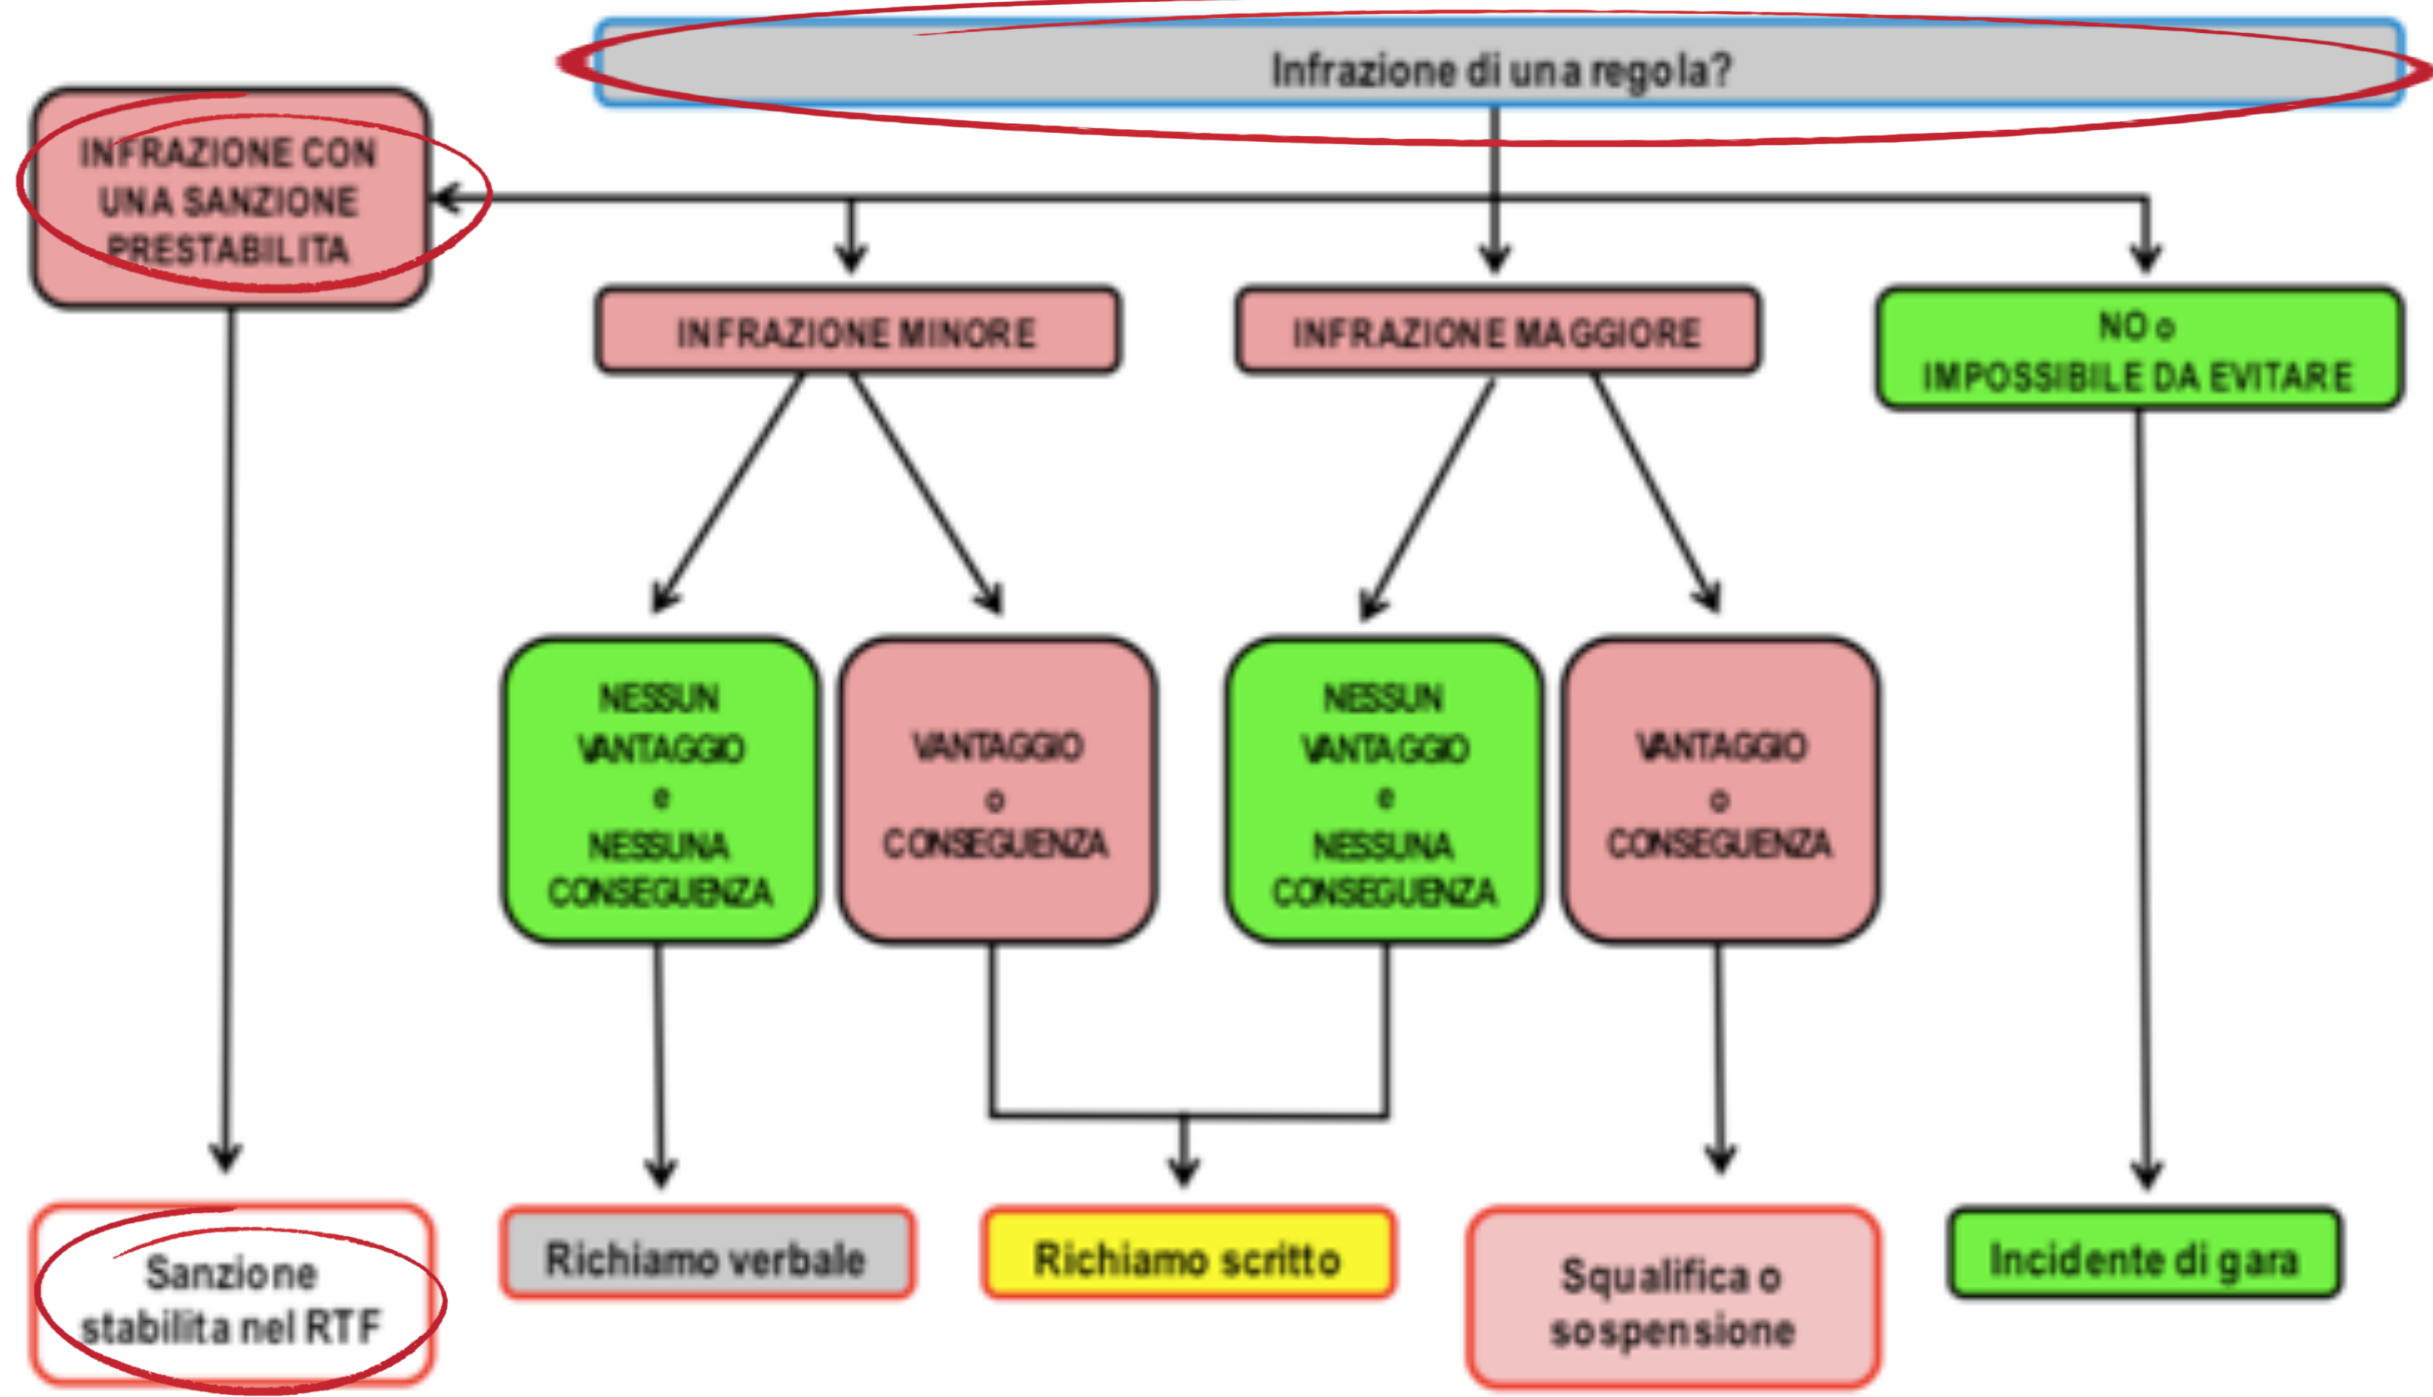 Infrazione di una regola?
INFRAZIONE CON
UNA SANZIONE
PRESTABILITA
INFRAZIONE MINORE
INFRAZIONE MAGGIORE
NO o
IMPOSSIBILE DA EVITARE
NESSUN
VANTAGGIO
e
NESSUNA
CONSEGUENZA
VANTAGGIO
o
CONSEGUENZA
NESSUN
VANTAGGIO
e
NESSUNA
CONSEGUENZA
VANTAGGIO
o
CONSEGUENZA
Sanzione
stabilita nel RTF
Richiamo verbale
Richiamo scritto
Squalifica o
sospensione
Incidente di gara